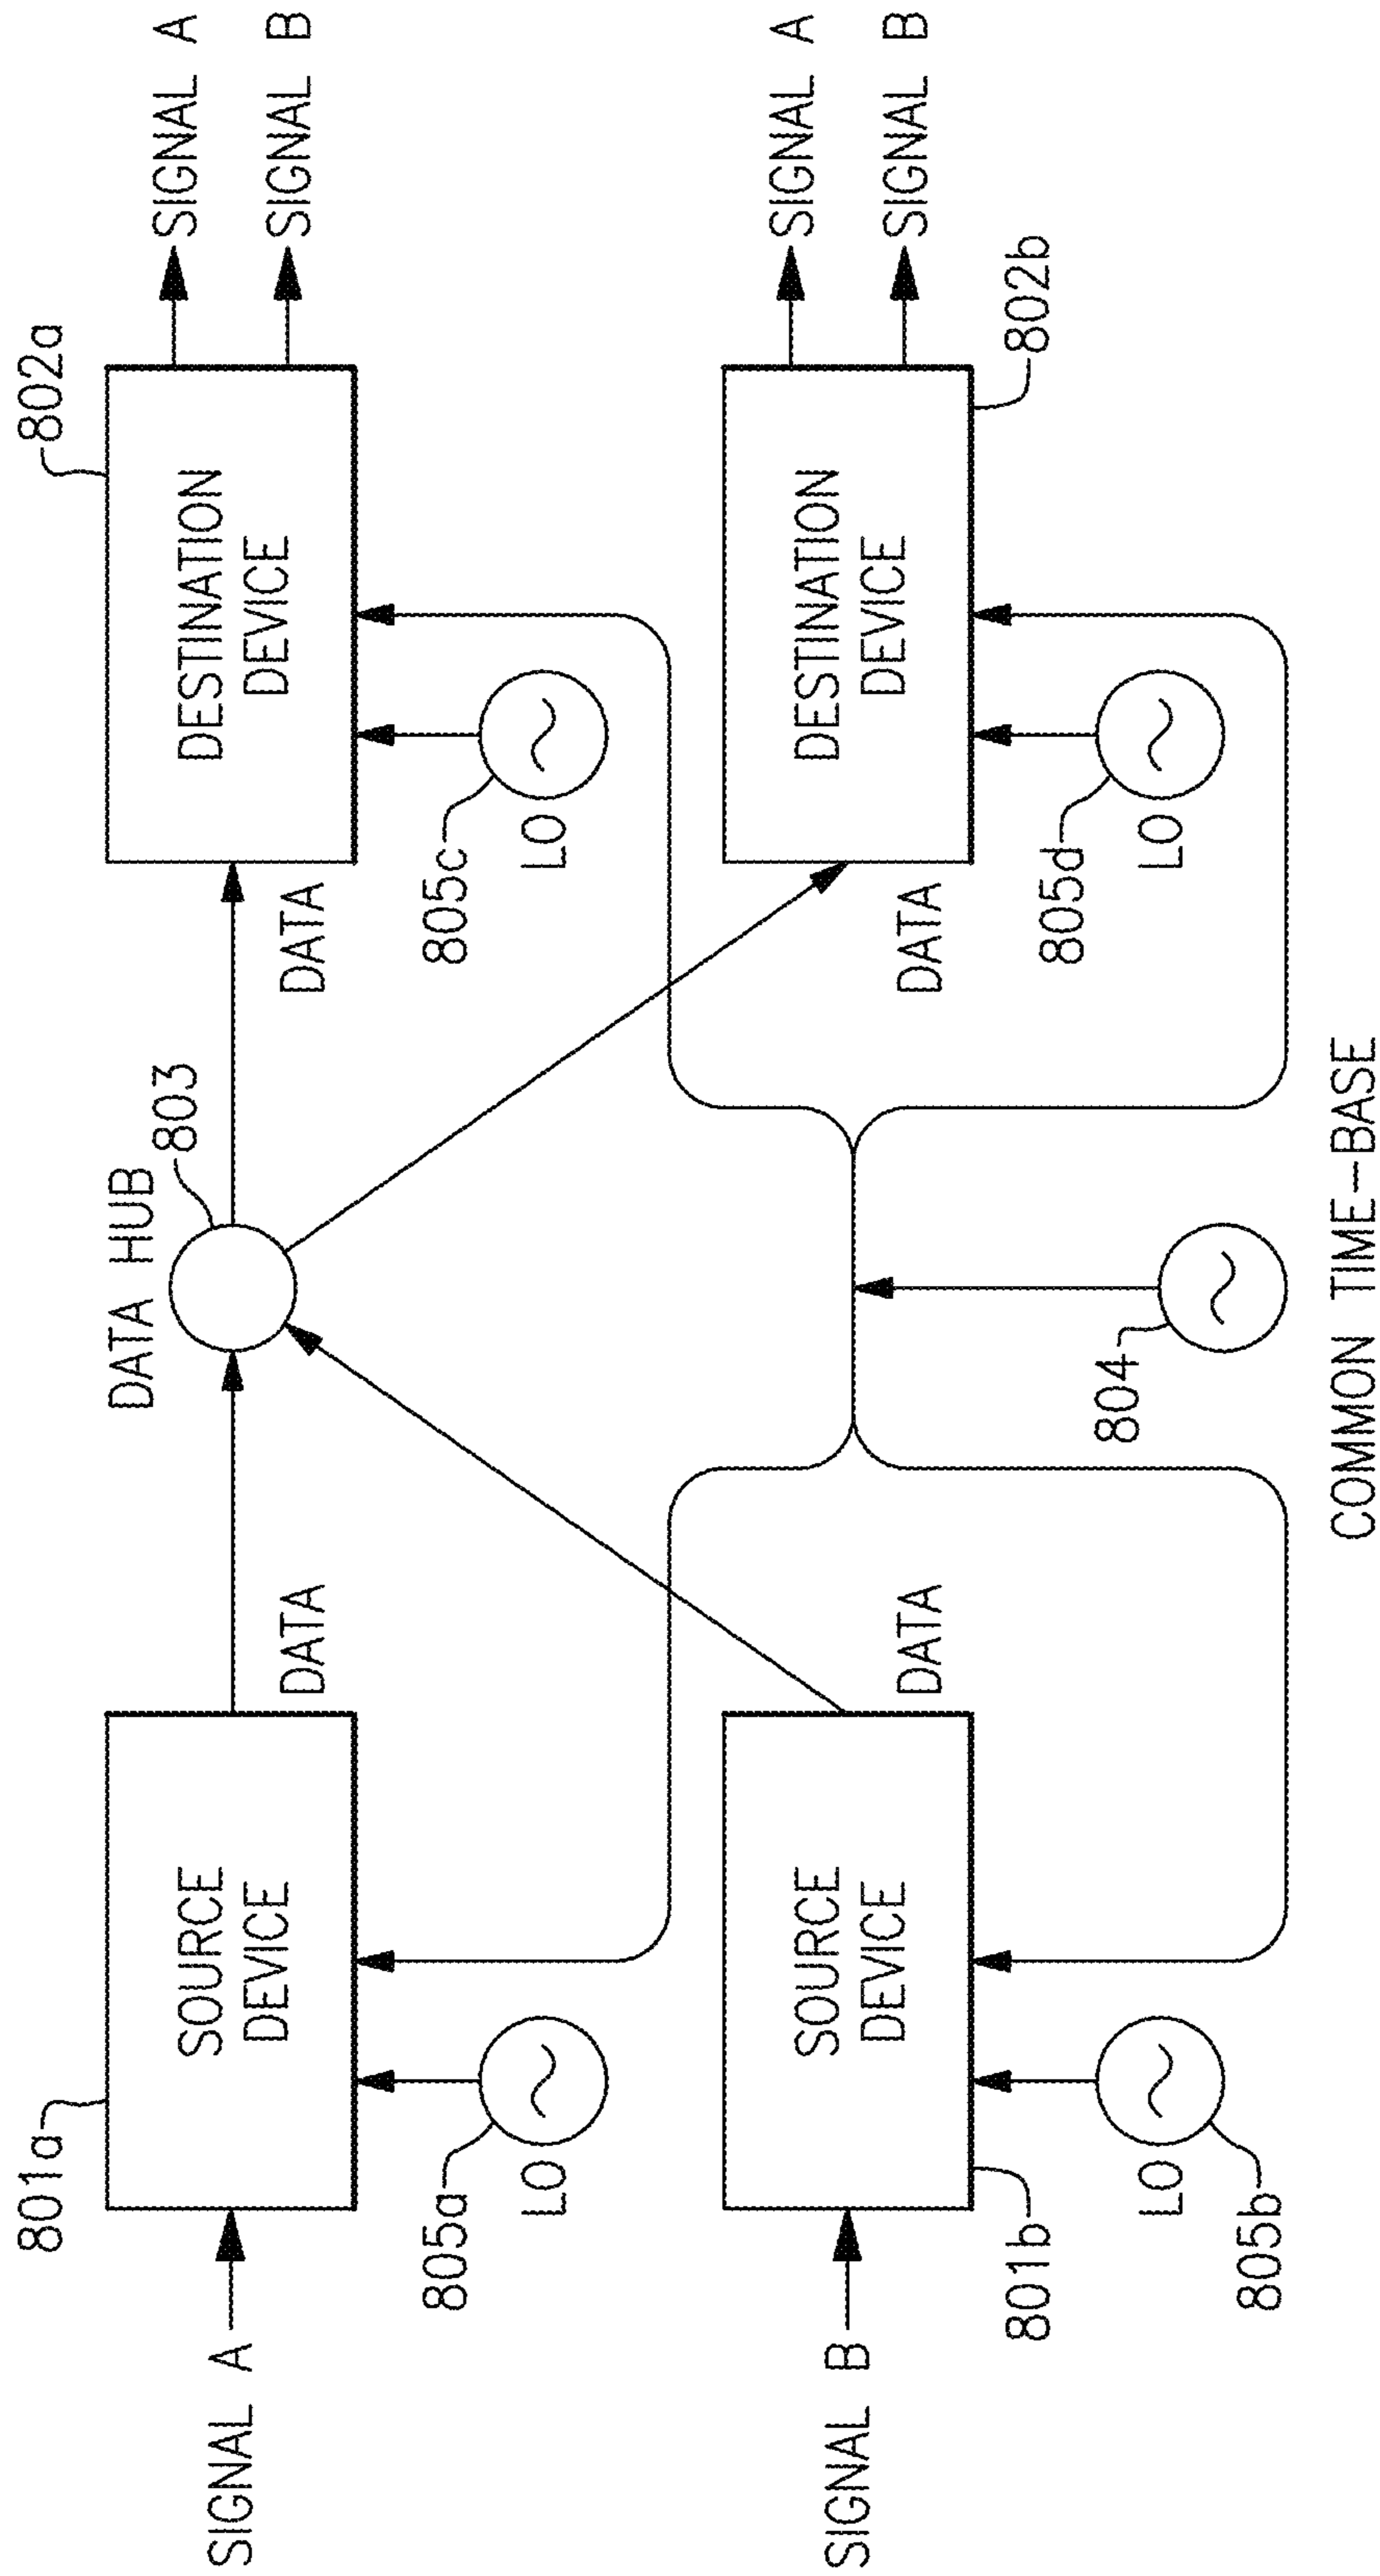 801a
SIGNAL A
SOURCE
DEVICE
DATA
805a
LO
DATA HUB
803
802a
DESTINATION
DEVICE
DATA
805c
LO
SIGNAL A
SIGNAL B
SIGNAL B
SOURCE
DEVICE
DATA
801b
LO
805b
804
COMMON TIME-BASE
DESTINATION
DEVICE
DATA
805d
LO
802b
SIGNAL A
SIGNAL B